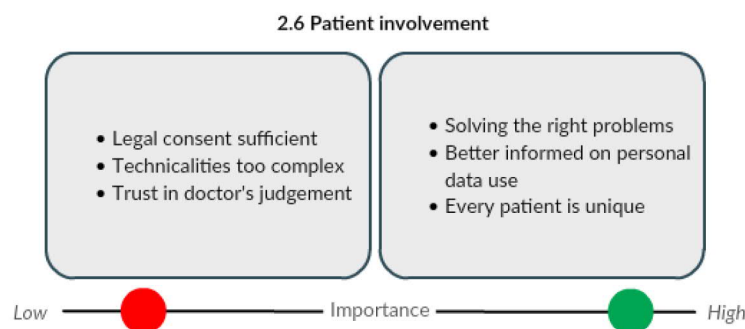 2.6 Patient involvement
• Legal consent sufficient
• Technicalities too complex
• Trust in doctor's judgement
• Solving the right problems
• Better informed on personal
data use
• Every patient is unique
Low
Importance
High